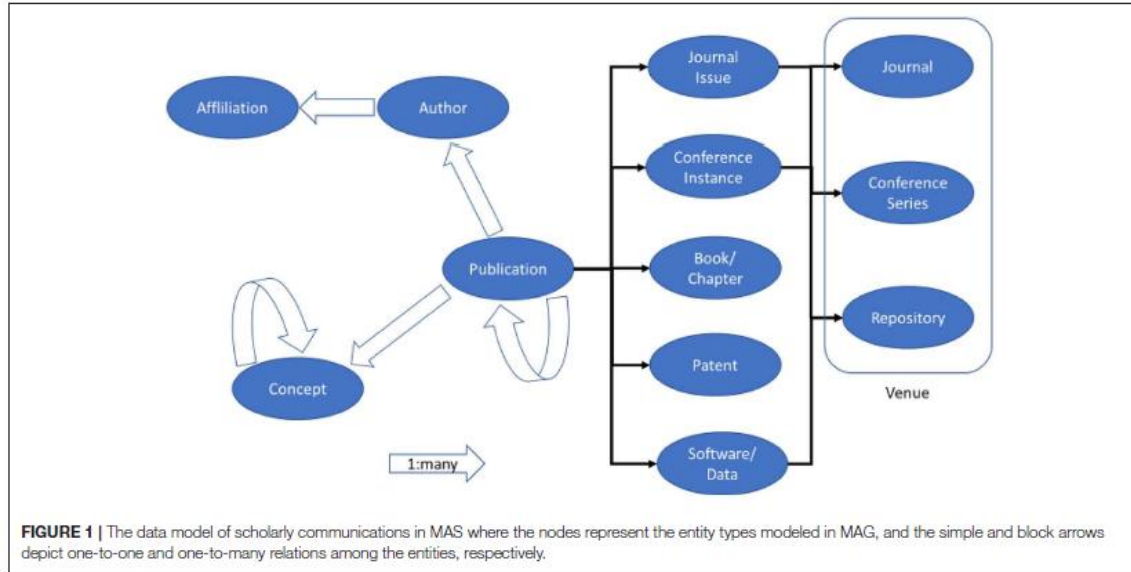 Journal
Issue
Journal
Affliliation
Author
Conference
Instance
Conference
Series
Publication
Book/
Chapter
Repository
Patent
Concept
Venue
Software/
Data
1:many
FIGURE 1 | The data model of scholarly communications in MAS where the nodes represent the entity types modeled in MAG, and the simple and block arrows
depict one-to-one and one-to-many relations among the entities, respectively.